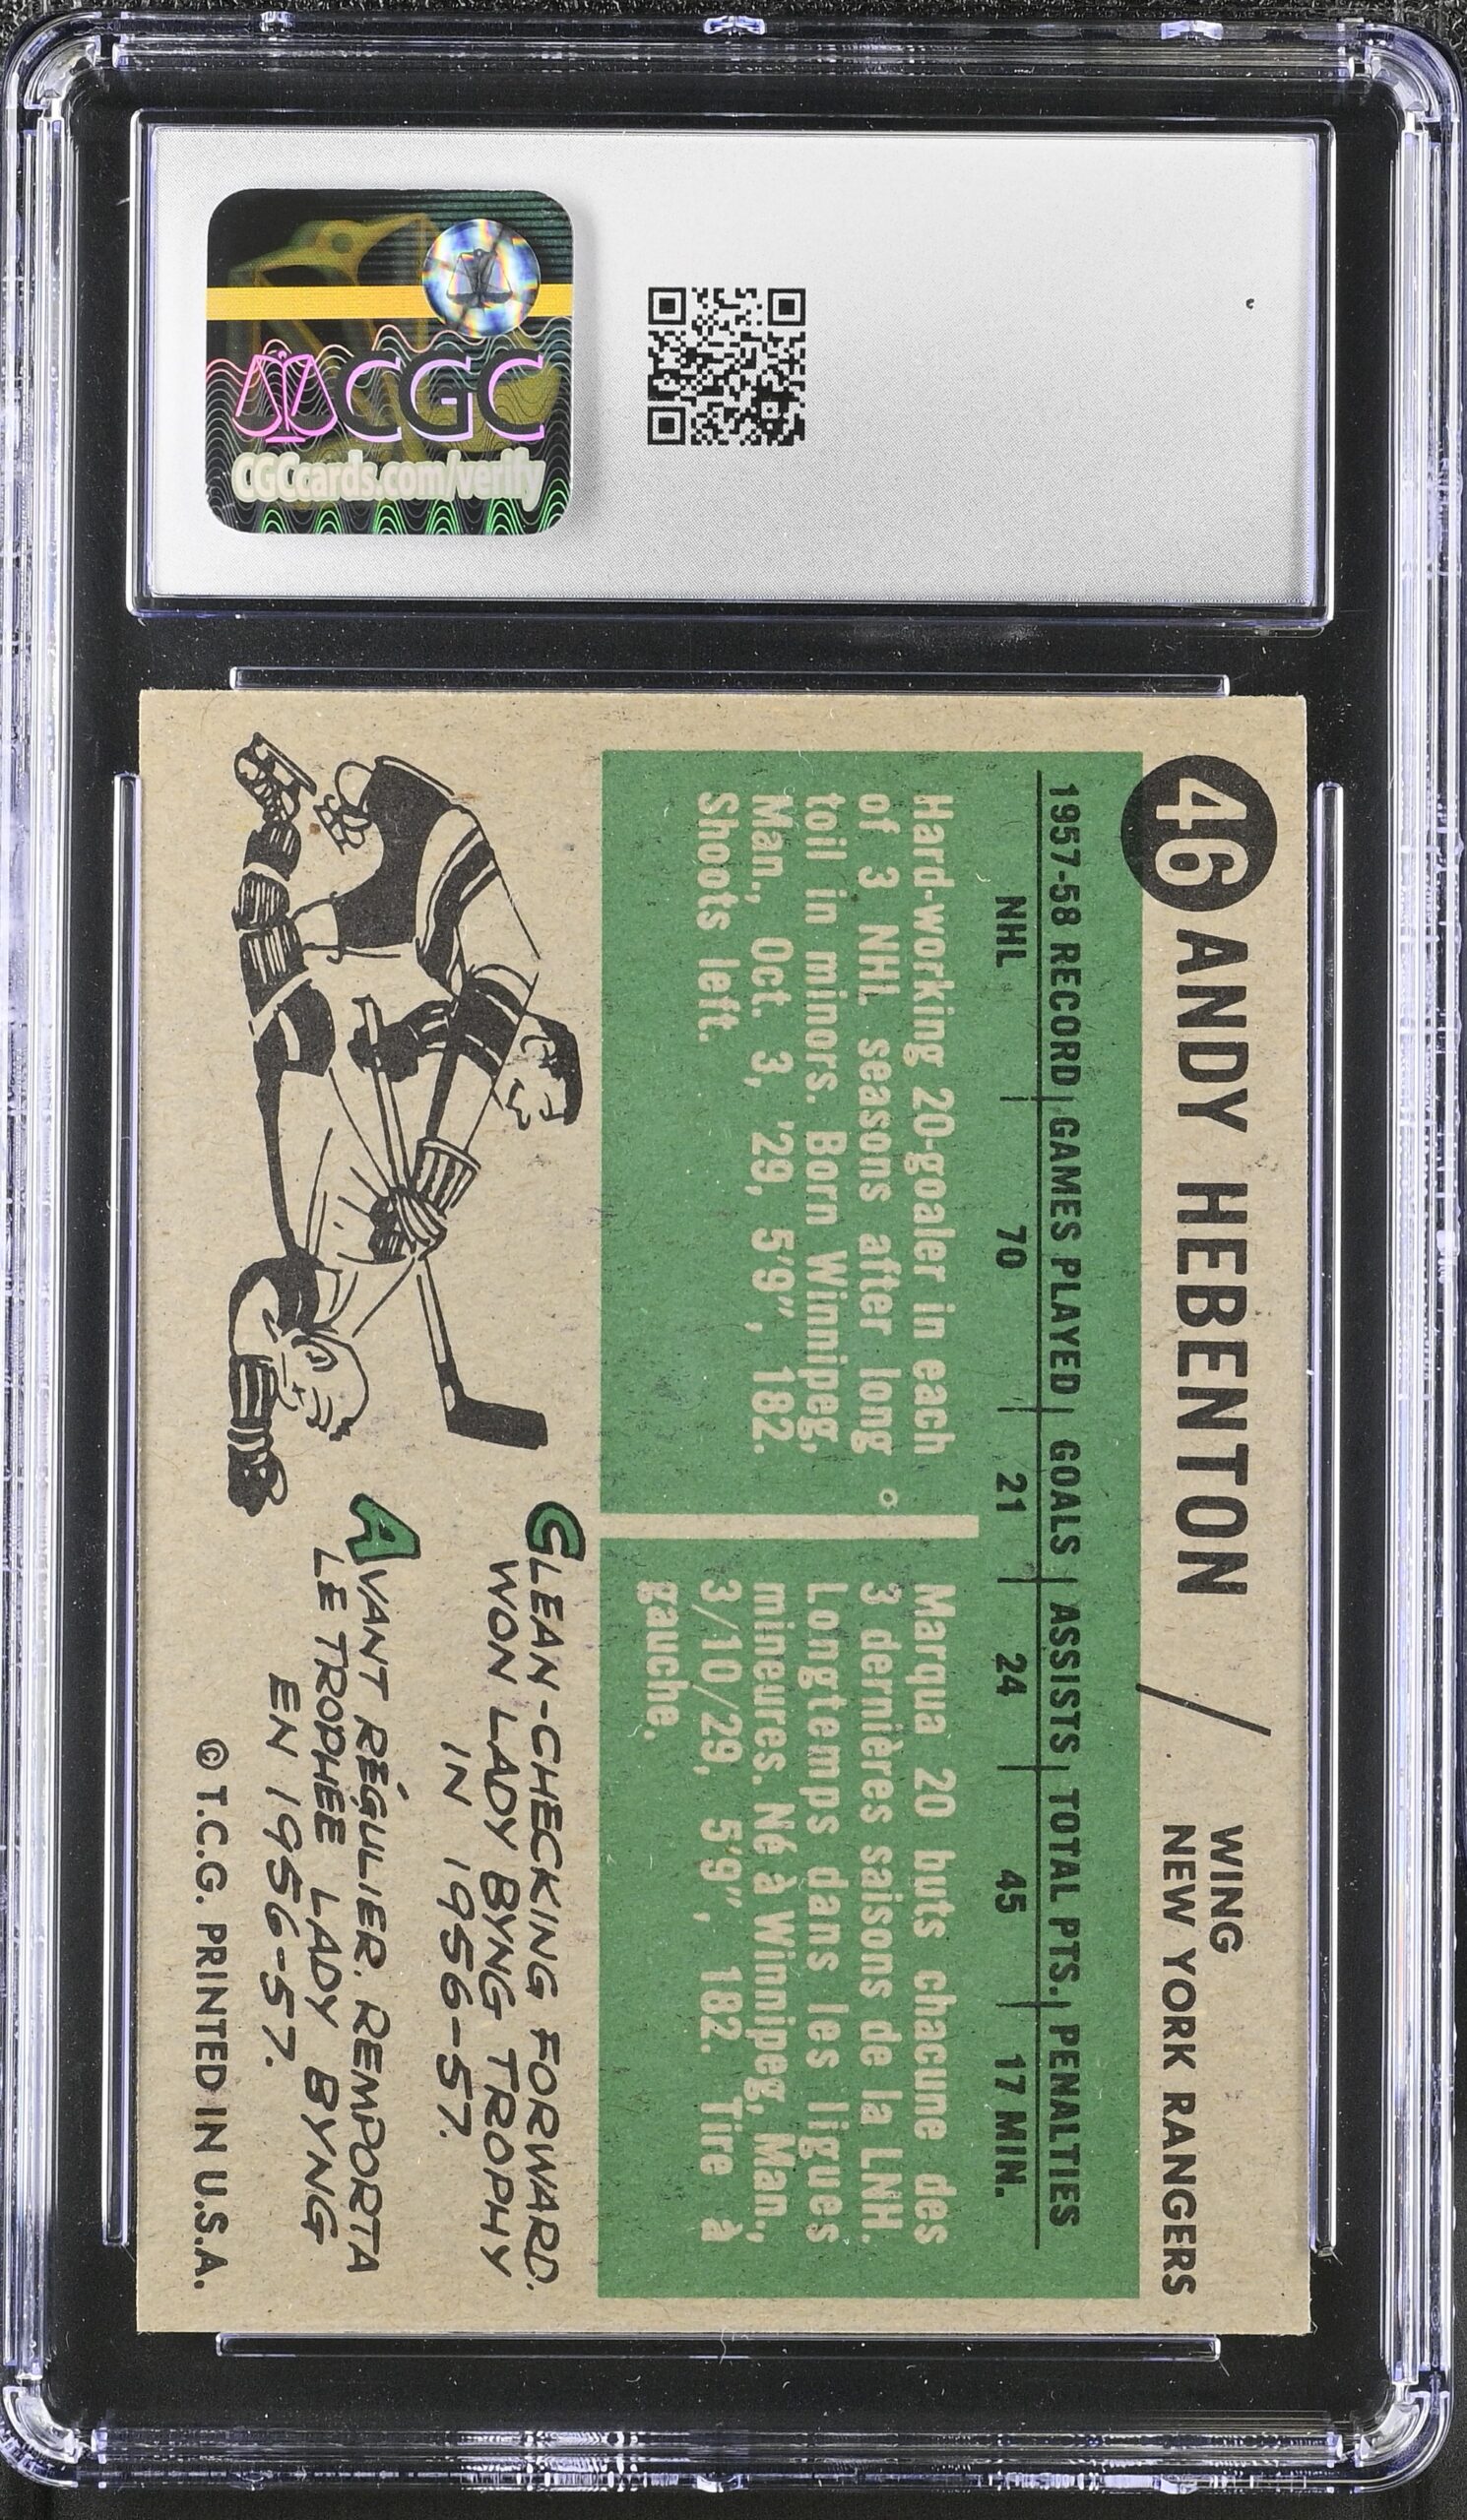 CGC
CGCcards.com/verify
46 ANDY HEBENTON / WING
NEW YORK RANGERS
1957-58 RECORD GAMES PLAYED GOALS ASSISTS TOTAL PTS. PENALTIES
NHL 70 21 24 45 17 MIN.
Hard-working 20-goaler in each
of 3 NHL seasons after long
toil in minors. Born Winnipeg,
Man., Oct. 3, '29, 5'9", 182.
Shoots left.
Marqua 20 buts chacune des
3 dernières saisons de la LNH.
Longtemps dans les ligues
mineures. Né à Winnipeg, Man.,
3/10/29, 5'9", 182. Tire à
gauche.
CLEAN-CHECKING FORWARD.
WON LADY BYNG TROPHY
IN 1956-57.
AVANT RÉGULIER. REMPORTA
LE TROPHÉE LADY BYNG
EN 1956-57.
© T.C.G. PRINTED IN U.S.A.